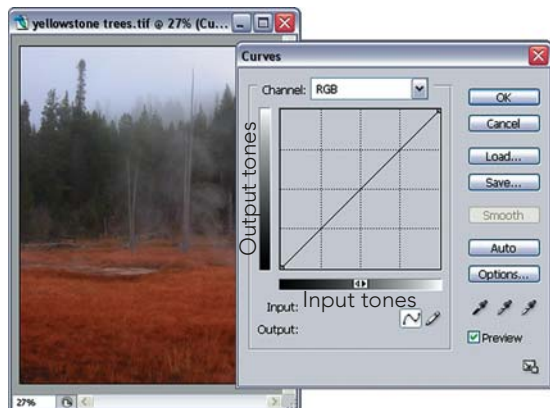 yellowstone trees.tif @ 27% (Cu...
Curves
Channel: RGB
OK
Cancel
Load...
Save...
Smooth
Auto
Options...
Preview
Output tones
Input tones
Input:
Output:
27%